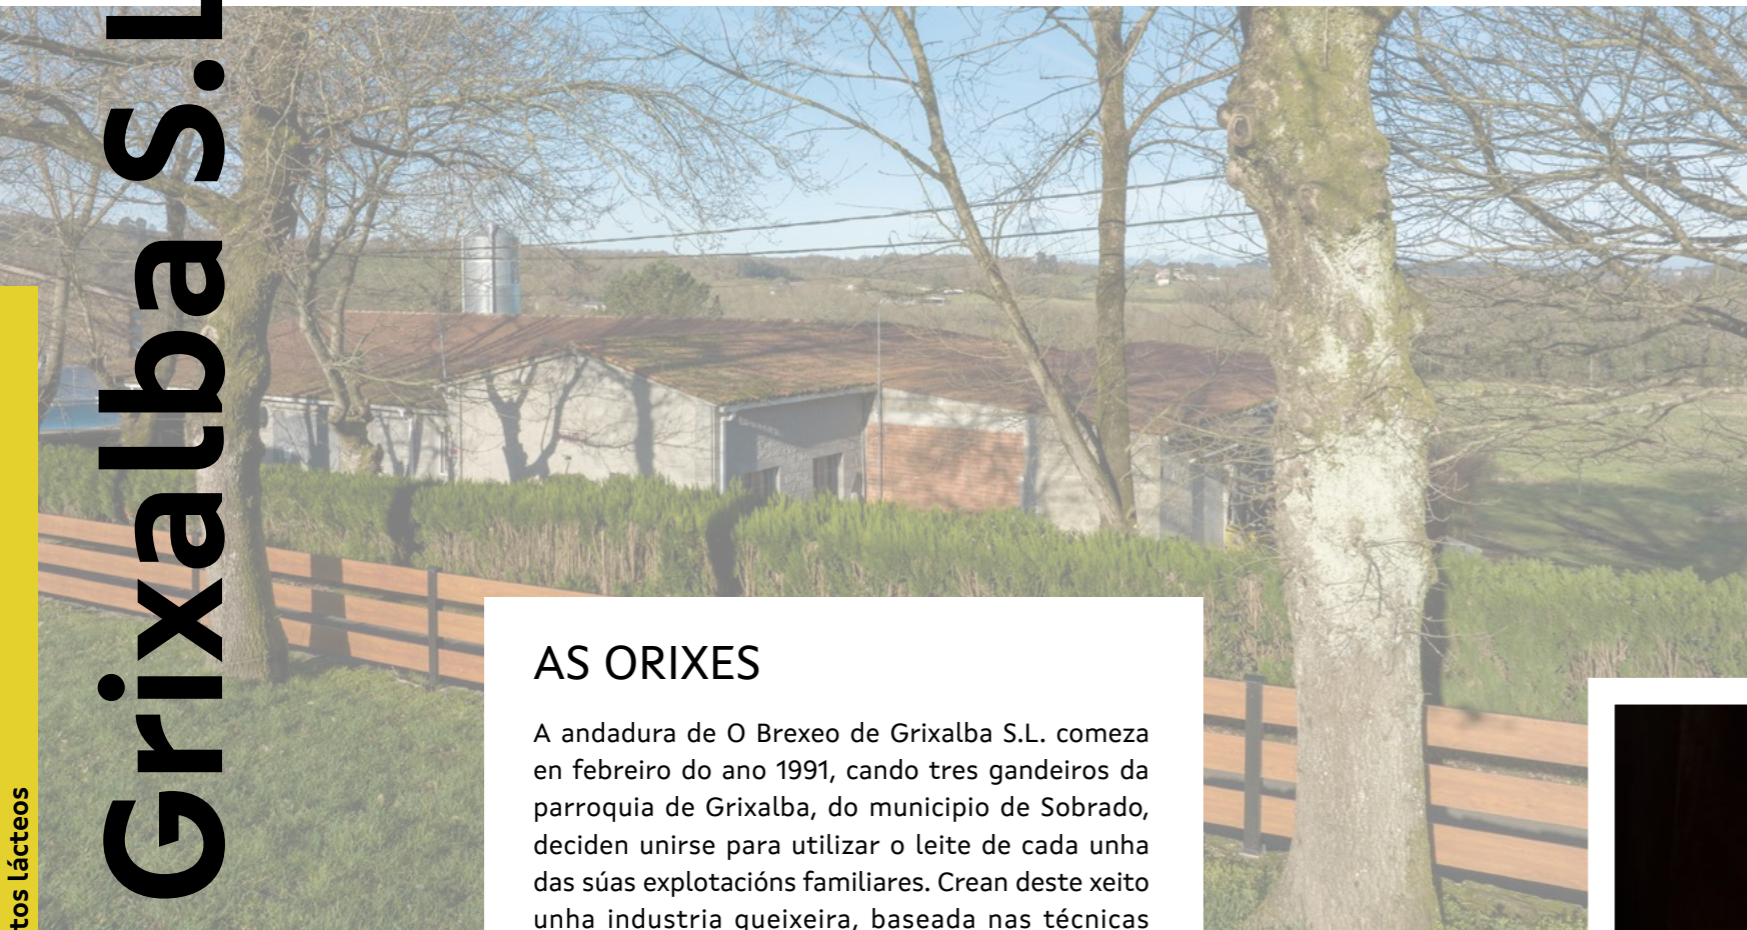 Grixalba S.L
tos lácteos
AS ORIXES
A andadura de O Brexeo de Grixalba S.L. comeza
en febreiro do ano 1991, cando tres gandeiros da
parroquia de Grixalba, do municipio de Sobrado,
deciden unirse para utilizar o leite de cada unha
das súas explotacións familiares. Crean deste xeito
unha industria queixeira, baseada nas técnicas